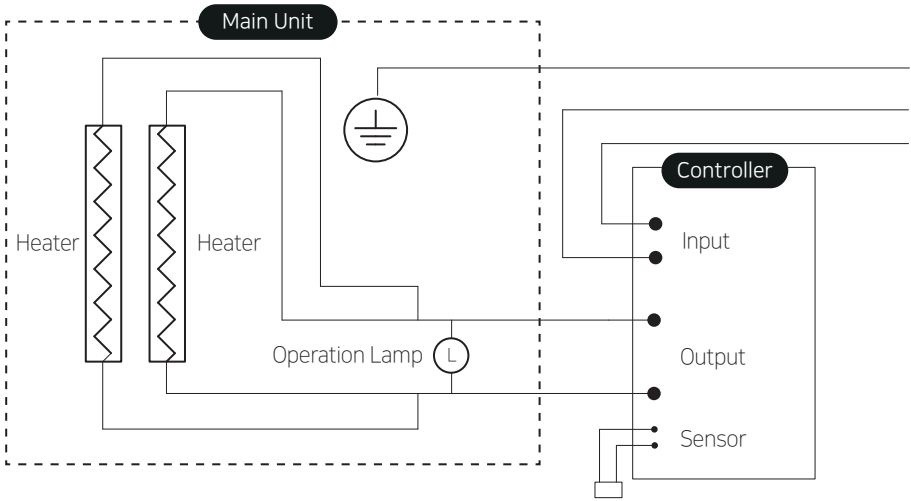 Main Unit
Controller
Heater
Heater
Input
Operation Lamp
L
Output
Sensor